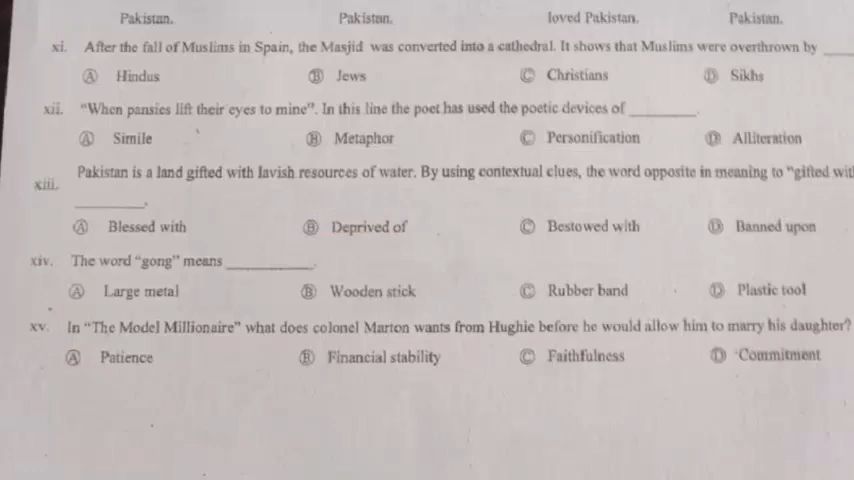 Pakistan. Pakistan. loved Pakistan. Pakistan.
xi. After the fall of Muslims in Spain, the Masjid was converted into a cathedral. It shows that Muslims were overthrown by ____
Ⓐ Hindus Ⓑ Jews Ⓒ Christians Ⓓ Sikhs
xii. "When pansies lift their eyes to mine". In this line the poet has used the poetic devices of ________.
Ⓐ Simile Ⓑ Metaphor Ⓒ Personification Ⓓ Alliteration
xiii. Pakistan is a land gifted with lavish resources of water. By using contextual clues, the word opposite in meaning to "gifted wit
________.
Ⓐ Blessed with Ⓑ Deprived of Ⓒ Bestowed with Ⓓ Banned upon
xiv. The word "gong" means __________.
Ⓐ Large metal Ⓑ Wooden stick Ⓒ Rubber band Ⓓ Plastic tool
xv. In "The Model Millionaire" what does colonel Marton wants from Hughie before he would allow him to marry his daughter?
Ⓐ Patience Ⓑ Financial stability Ⓒ Faithfulness Ⓓ Commitment